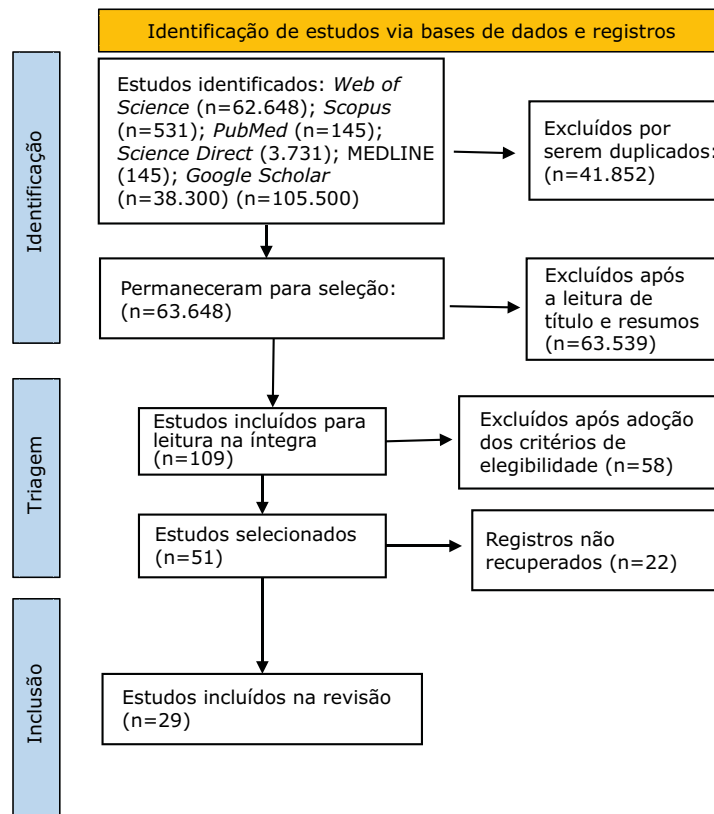 Identificação de estudos via bases de dados e registros
Identificação
Estudos identificados: Web of
Science (n=62.648); Scopus
(n=531); PubMed (n=145);
Science Direct (3.731); MEDLINE
(145); Google Scholar
(n=38.300) (n=105.500)
Excluídos por
serem duplicados:
(n=41.852)
Permaneceram para seleção:
(n=63.648)
Excluídos após
a leitura de
título e resumos
(n=63.539)
Triagem
Estudos incluídos para
leitura na íntegra
(n=109)
Excluídos após adoção
dos critérios de
elegibilidade (n=58)
Estudos selecionados
(n=51)
Registros não
recuperados (n=22)
Inclusão
Estudos incluídos na revisão
(n=29)